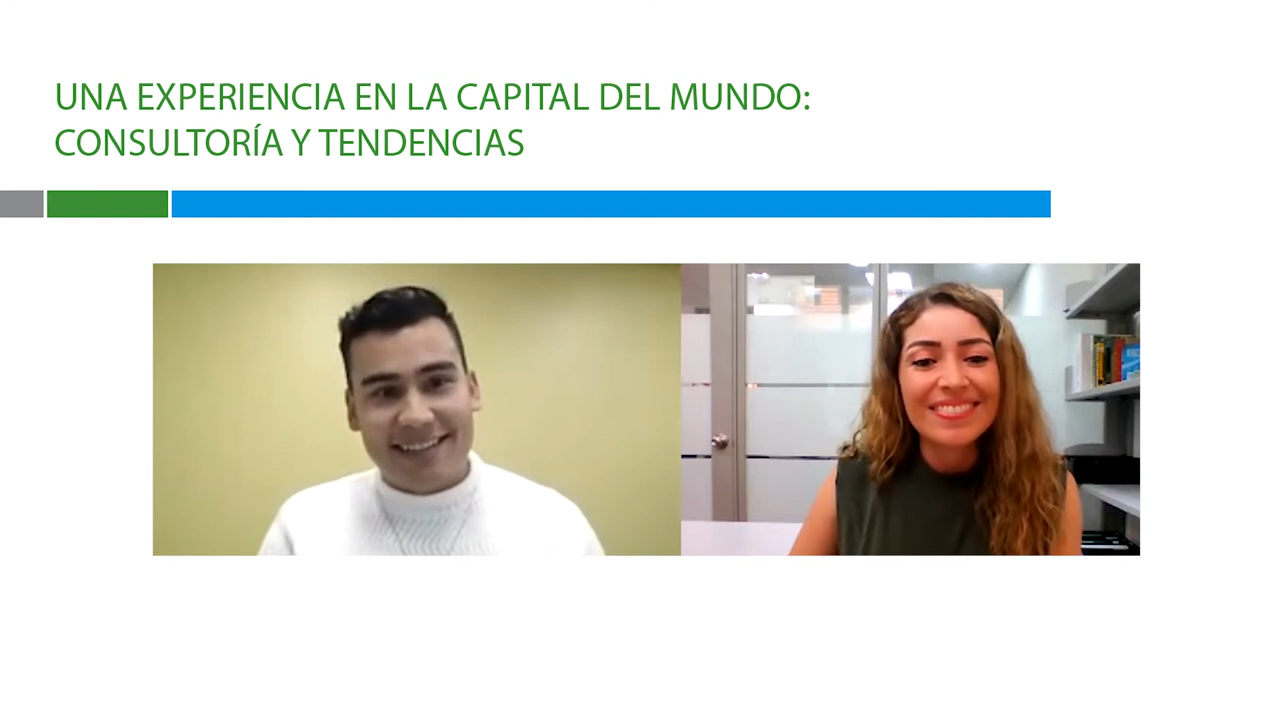 UNA EXPERIENCIA EN LA CAPITAL DEL MUNDO:
CONSULTORÍA Y TENDENCIAS